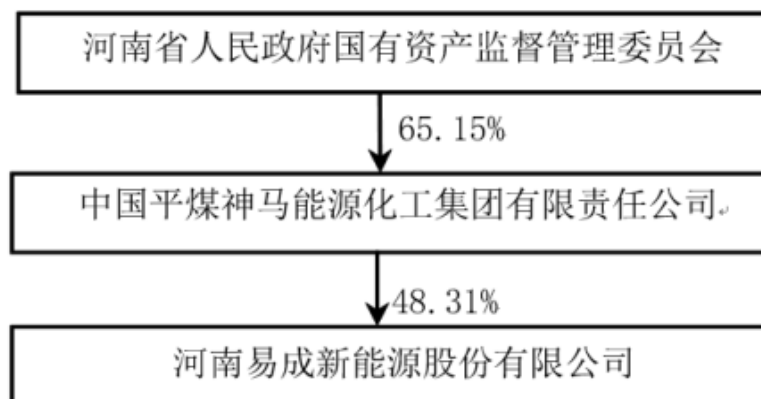 河南省人民政府国有资产监督管理委员会
65.15%
中国平煤神马能源化工集团有限责任公司
48.31%
河南易成新能源股份有限公司